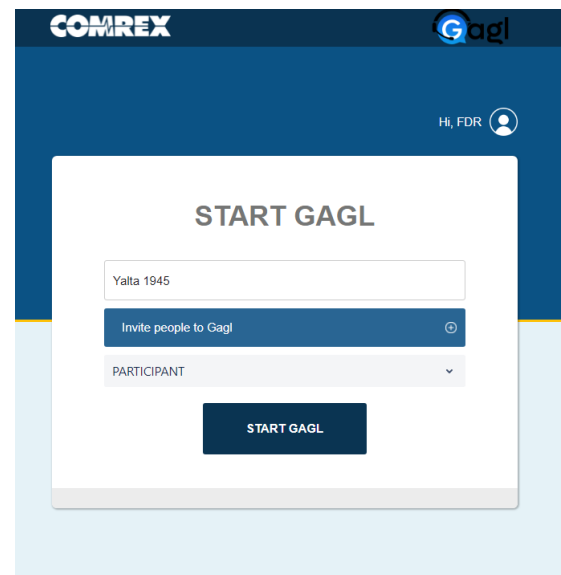 COMREX
Gagl
Hi, FDR
START GAGL
Yalta 1945
Invite people to Gagl
PARTICIPANT
START GAGL